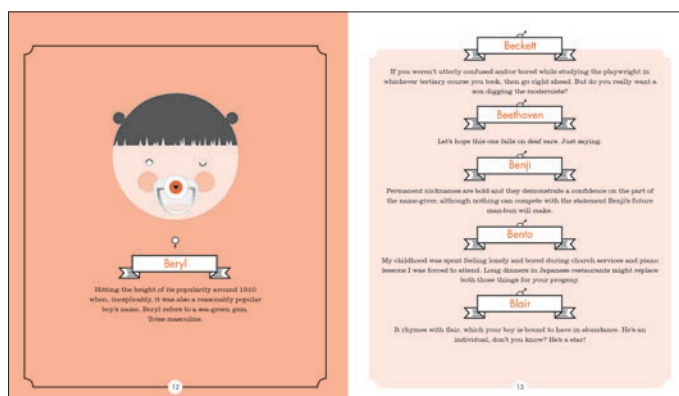 Beryl
Hitting the height of its popularity around 1910
when, inexplicably, it was also a reasonably popular
boy's name, Beryl refers to a sea-green gem.
Totes masculine.
12
Beckett
If you weren't utterly confused and/or bored while studying the playwright in
whichever tertiary course you took, then go right ahead. But do you really want a
son digging the modernists?
Beethoven
Let's hope this one falls on deaf ears. Just saying.
Benji
Permanent nicknames are bold and they demonstrate a confidence on the part of
the name-giver, although nothing can compete with the statement Benji's future
man-bun will make.
Bento
My childhood was spent feeling lonely and bored during church services and piano
lessons I was forced to attend. Long dinners in Japanese restaurants might replace
both those things for your progeny.
Blair
It rhymes with flair, which your boy is bound to have in abundance. He's an
individual, don't you know? He's a star!
13